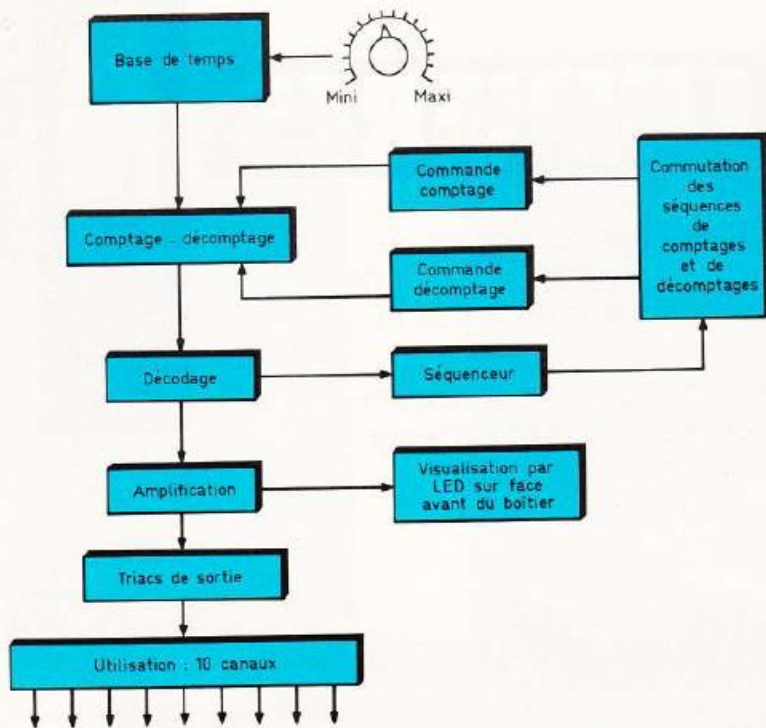 Base de temps
Mini
Maxi
Commande
comptage
Commutation
des
séquences
de
comptages
et de
décomptages
Comptage - décomptage
Commande
décomptage
Décodage
Séquenceur
Amplification
Visualisation par
LED sur face
avant du boîtier
Triacs de sortie
Utilisation : 10 canaux